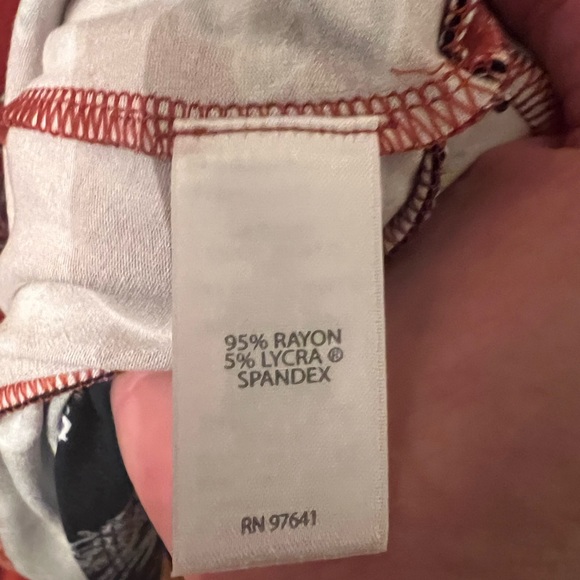 95% RAYON
5% LYCRA ®
SPANDEX
RN 97641